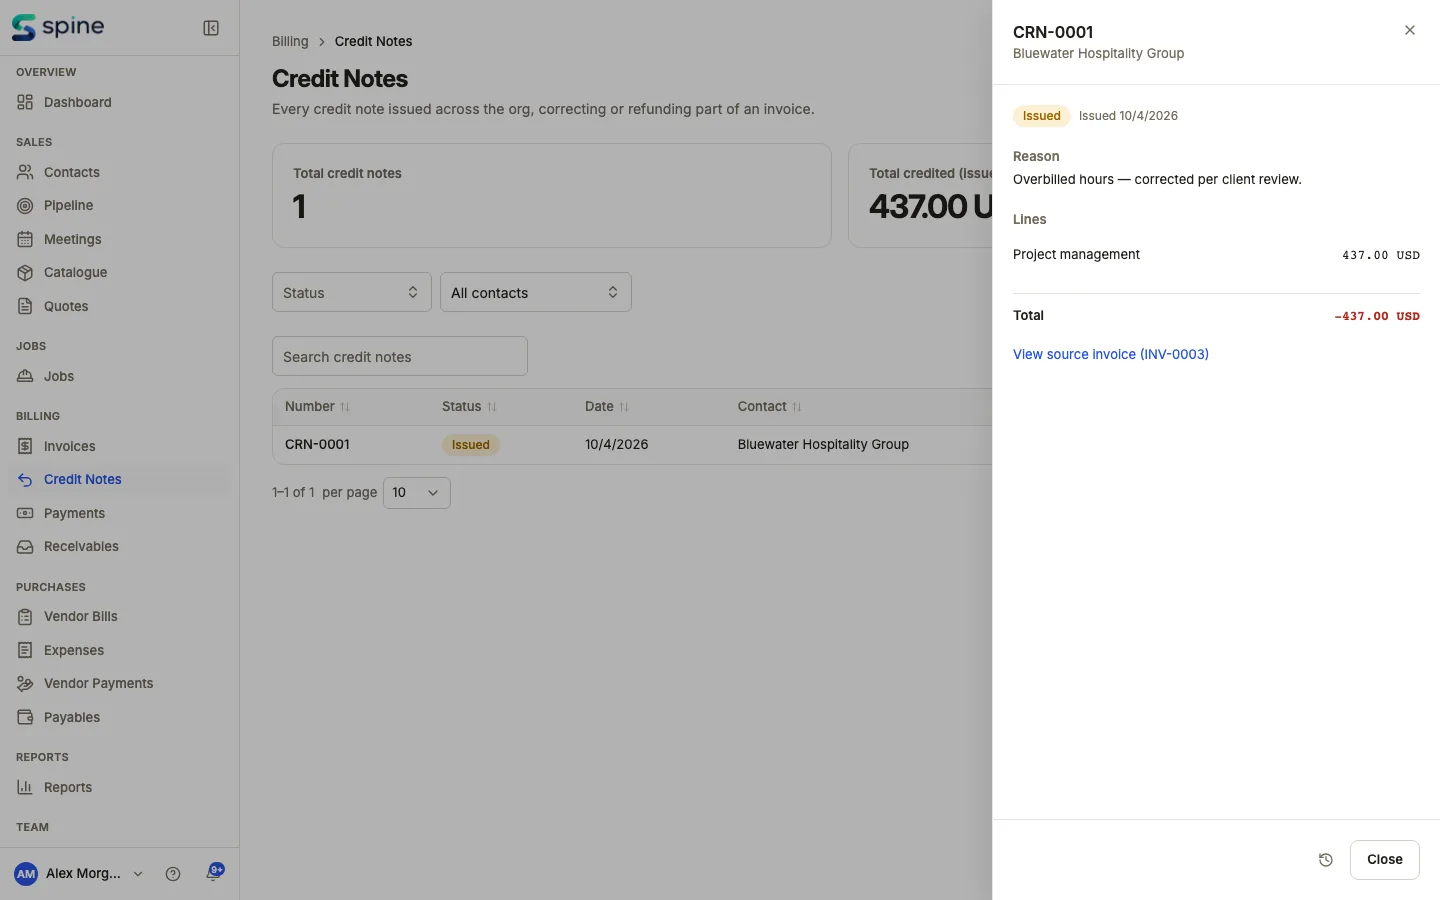 spine
OVERVIEW
Dashboard
SALES
Contacts
Pipeline
Meetings
Catalogue
Quotes
JOBS
Jobs
BILLING
Invoices
Credit Notes
Payments
Receivables
PURCHASES
Vendor Bills
Expenses
Vendor Payments
Payables
REPORTS
Reports
TEAM
AM Alex Morg... 9+
Billing > Credit Notes
Credit Notes
Every credit note issued across the org, correcting or refunding part of an invoice.
Total credit notes
1
Total credited (issue
437.00 U
Status
All contacts
Search credit notes
Number Status Date Contact
CRN-0001 Issued 10/4/2026 Bluewater Hospitality Group
1–1 of 1 per page 10
CRN-0001
Bluewater Hospitality Group
Issued Issued 10/4/2026
Reason
Overbilled hours — corrected per client review.
Lines
Project management 437.00 USD
Total −437.00 USD
View source invoice (INV-0003)
Close